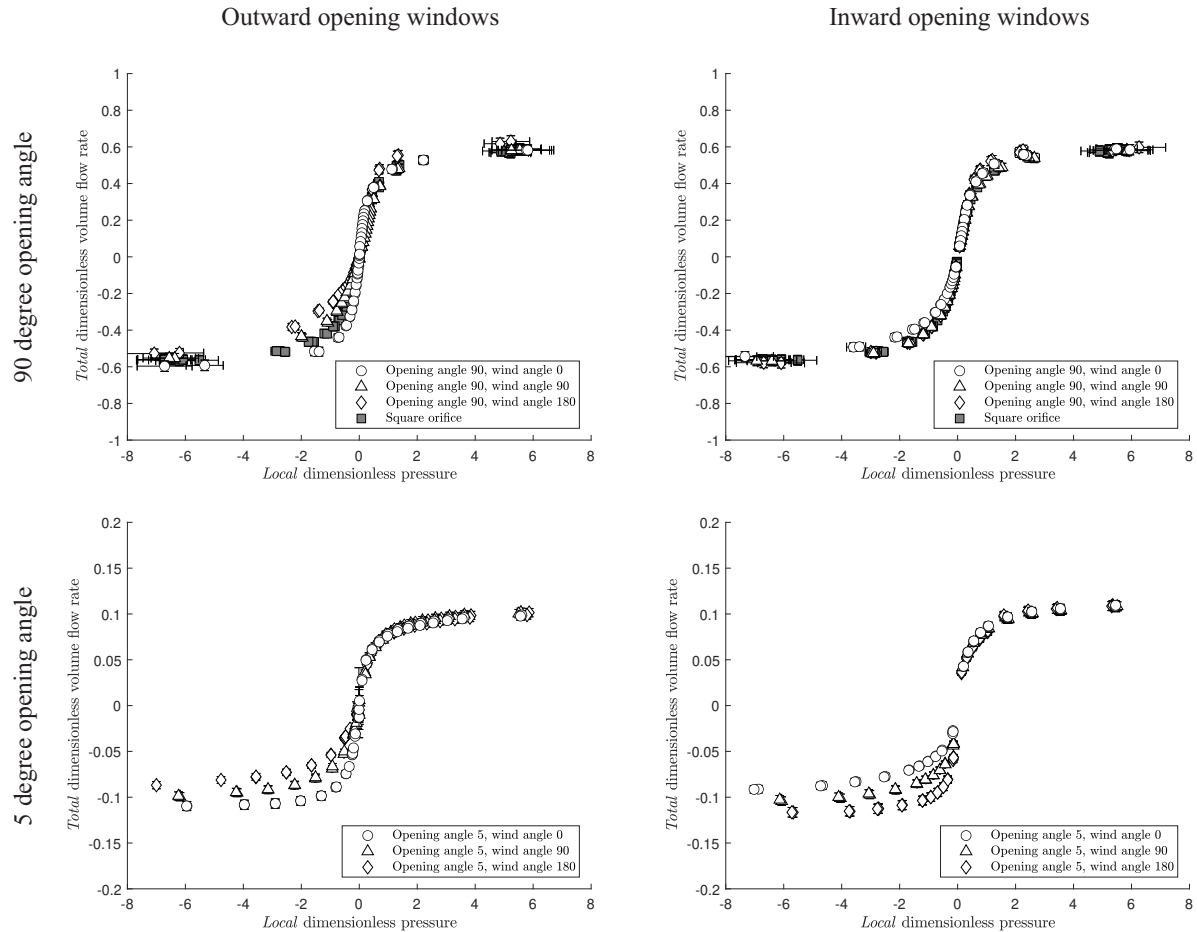 Outward opening windows
Inward opening windows
90 degree opening angle
Total dimensionless volume flow rate
1
0.8
0.6
0.4
0.2
0
-0.2
-0.4
-0.6
-0.8
-1
Opening angle 90, wind angle 0
Opening angle 90, wind angle 90
Opening angle 90, wind angle 180
Square orifice
-8 -6 -4 -2 0 2 4 6 8
Local dimensionless pressure
Total dimensionless volume flow rate
1
0.8
0.6
0.4
0.2
0
-0.2
-0.4
-0.6
-0.8
-1
Opening angle 90, wind angle 0
Opening angle 90, wind angle 90
Opening angle 90, wind angle 180
Square orifice
-8 -6 -4 -2 0 2 4 6 8
Local dimensionless pressure
5 degree opening angle
Total dimensionless volume flow rate
0.2
0.15
0.1
0.05
0
-0.05
-0.1
-0.15
-0.2
Opening angle 5, wind angle 0
Opening angle 5, wind angle 90
Opening angle 5, wind angle 180
-8 -6 -4 -2 0 2 4 6 8
Local dimensionless pressure
Total dimensionless volume flow rate
0.2
0.15
0.1
0.05
0
-0.05
-0.1
-0.15
-0.2
Opening angle 5, wind angle 0
Opening angle 5, wind angle 90
Opening angle 5, wind angle 180
-8 -6 -4 -2 0 2 4 6 8
Local dimensionless pressure